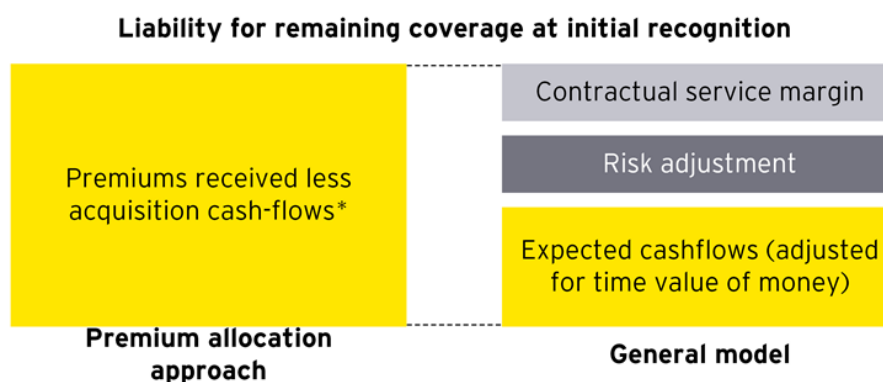 Liability for remaining coverage at initial recognition
Premiums received less
acquisition cash-flows*
Premium allocation
approach
Contractual service margin
Risk adjustment
Expected cashflows (adjusted
for time value of money)
General model